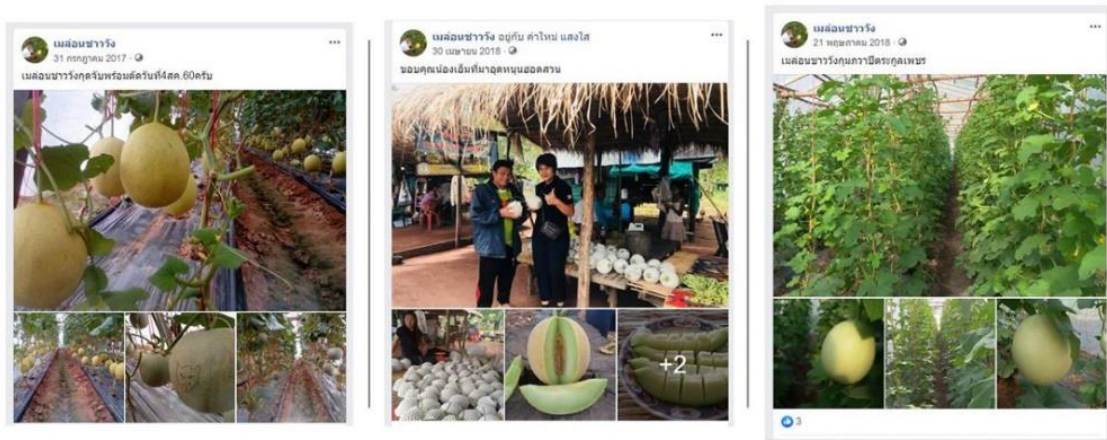 เมล่อนชาววัง
31 กรกฎาคม 2017
เมล่อนชาววังกุดจับพร้อมตัดวันที่4สค.60ครับ
เมล่อนชาววัง อยู่กับ คำใหม่ แสงใส
30 เมษายน 2018
ขอบคุณน้องเอ็มที่มาอุดหนุนฮอดสวน
+2
เมล่อนชาววัง
21 พฤษภาคม 2018
เมล่อนชาววังกุมภวาปีตระกูลเพชร
3